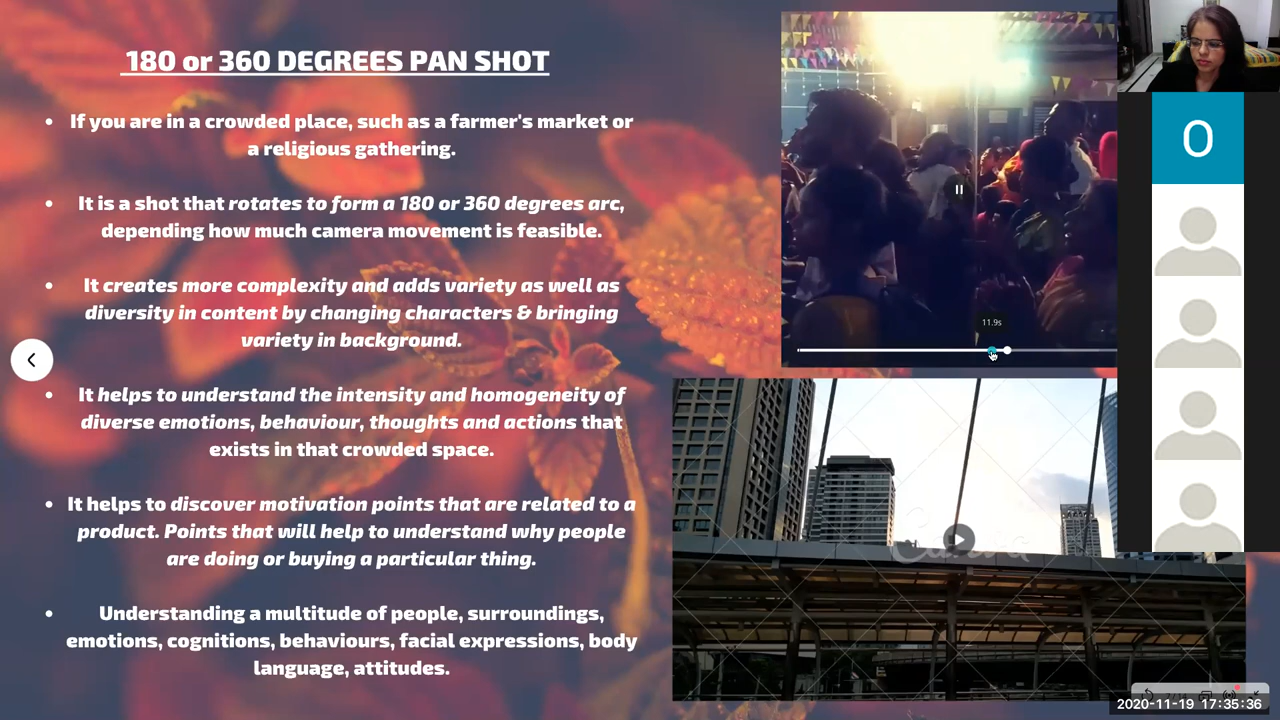 180 or 360 DEGREES PAN SHOT
• If you are in a crowded place, such as a farmer's market or
a religious gathering.
• It is a shot that rotates to form a 180 or 360 degrees arc,
depending how much camera movement is feasible.
• It creates more complexity and adds variety as well as
diversity in content by changing characters & bringing
variety in background.
• It helps to understand the intensity and homogeneity of
diverse emotions, behaviour, thoughts and actions that
exists in that crowded space.
• It helps to discover motivation points that are related to a
product. Points that will help to understand why people
are doing or buying a particular thing.
• Understanding a multitude of people, surroundings,
emotions, cognitions, behaviours, facial expressions, body
language, attitudes.
11.9s
O
2020-11-19 17:35:36